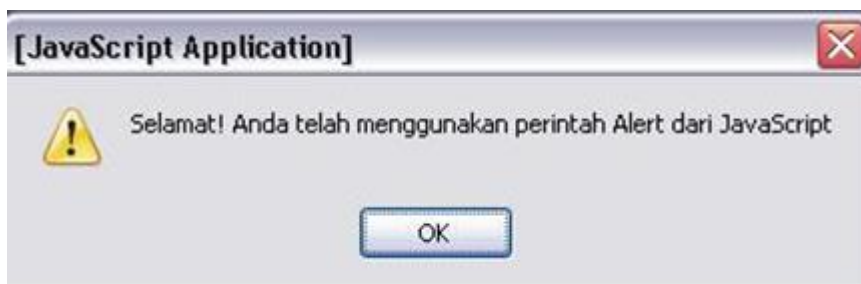 [JavaScript Application]
Selamat! Anda telah menggunakan perintah Alert dari JavaScript
OK